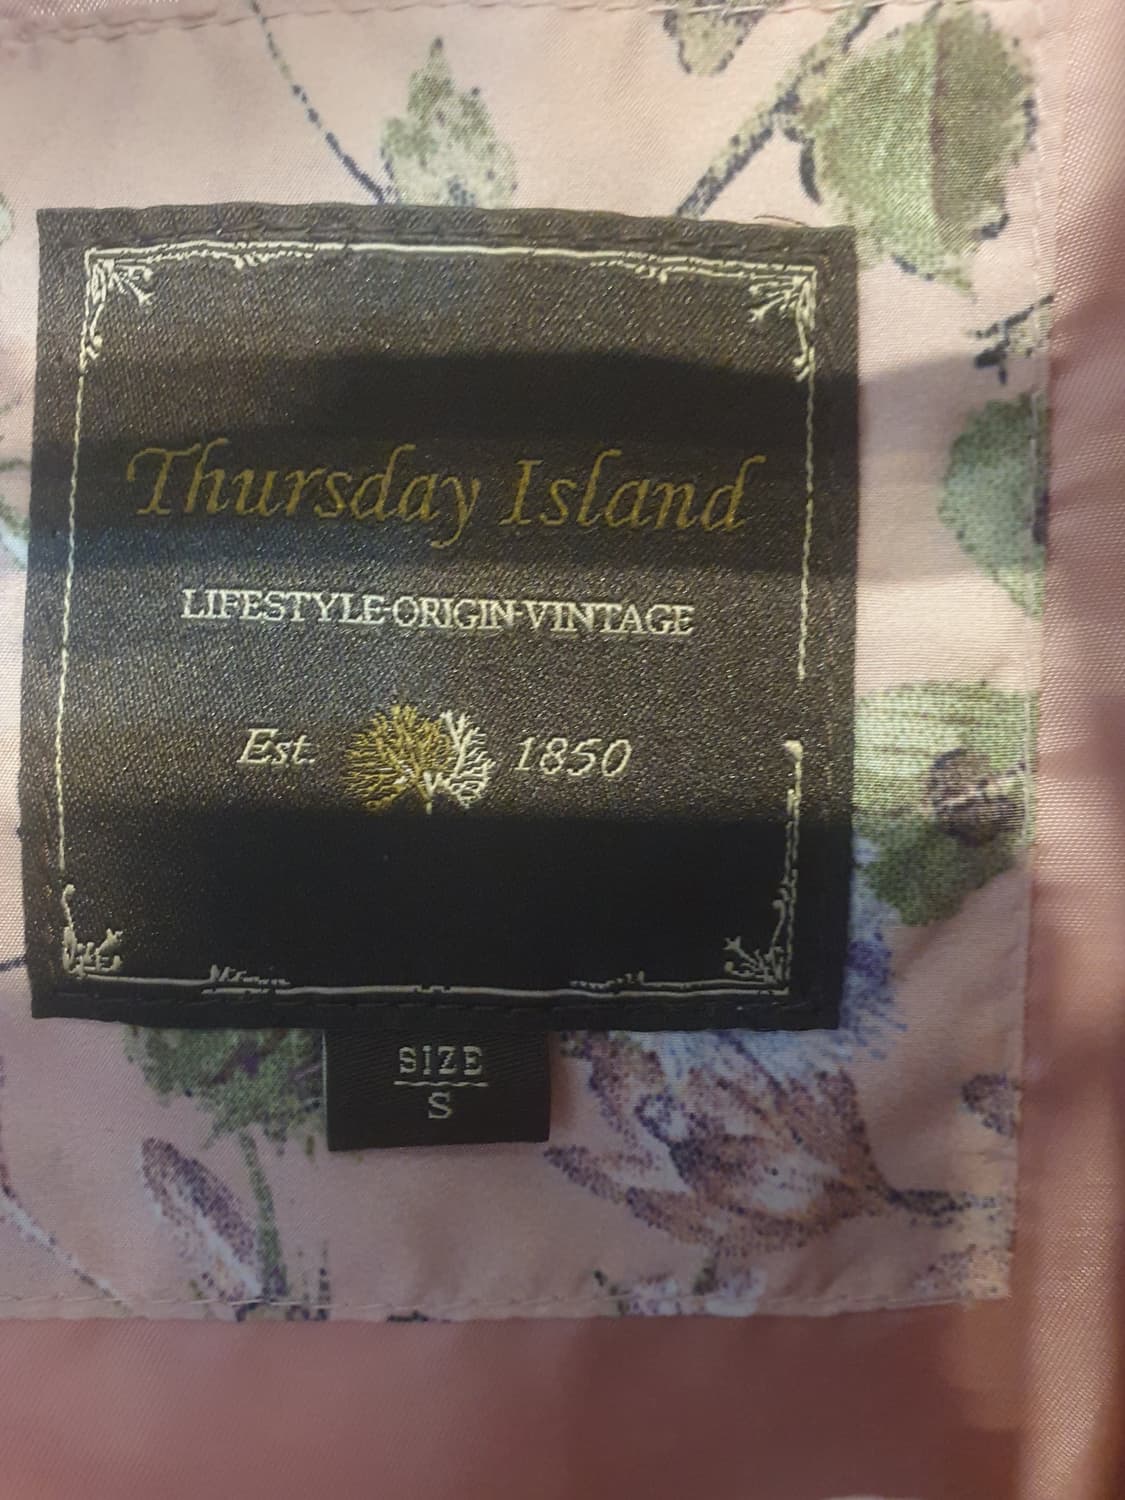 Thursday Island
LIFESTYLE-ORIGIN-VINTAGE
Est. 1850
SIZE
S